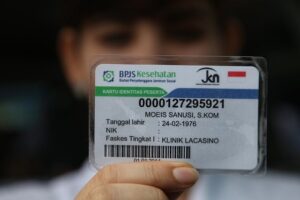 BPJS Kesehatan
Badan Penyelenggara Jaminan Sosial
jkn
KARTU IDENTITAS PESERTA
0000127295921
MOEIS SANUSI, S.KOM
Tanggal lahir : 24-02-1976
NIK :
Faskes Tingkat I : KLINIK LACASINO